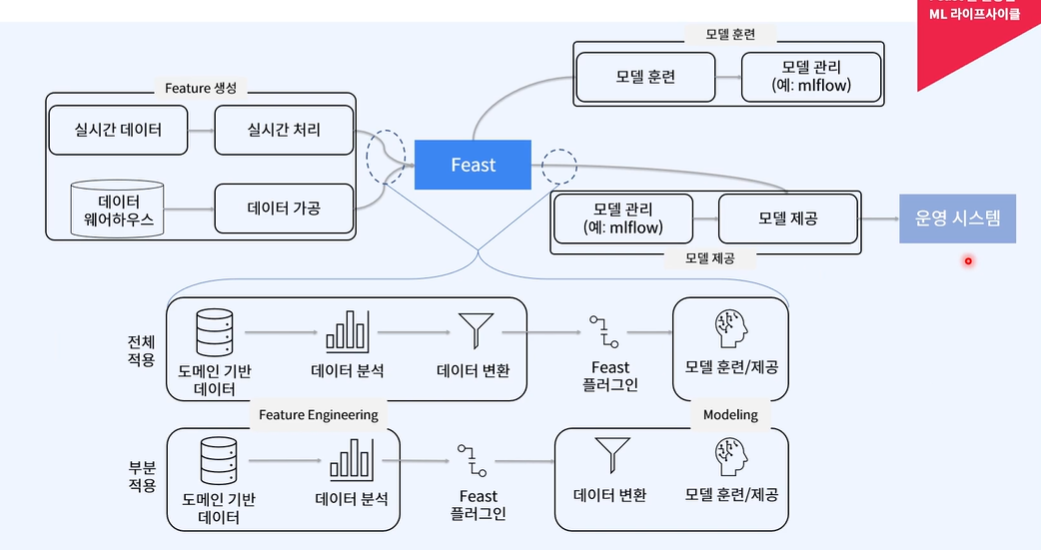 ML 라이프사이클
모델 훈련
모델 훈련
모델 관리
(예: mlflow)
Feature 생성
실시간 데이터
실시간 처리
데이터
웨어하우스
데이터 가공
Feast
모델 관리
(예: mlflow)
모델 제공
모델 제공
운영 시스템
전체
적용
도메인 기반
데이터
데이터 분석
데이터 변환
Feast
플러그인
모델 훈련/제공
Feature Engineering
Modeling
부분
적용
도메인 기반
데이터
데이터 분석
Feast
플러그인
데이터 변환
모델 훈련/제공